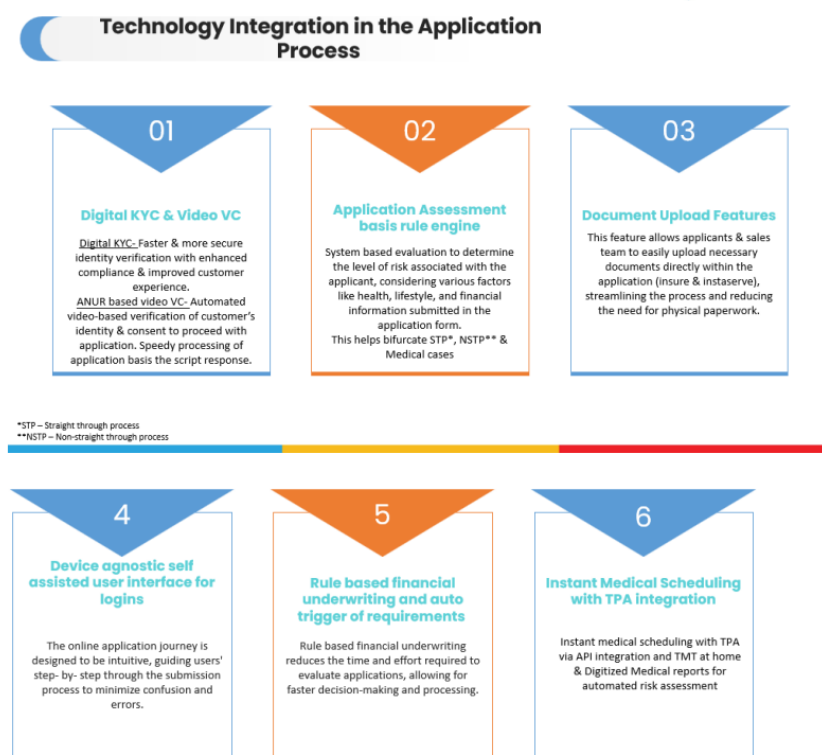 Technology Integration in the Application
Process
01
Digital KYC & Video VC
Digital KYC- Faster & more secure
identity verification with enhanced
compliance & improved customer
experience.
ANUR based video VC- Automated
video-based verification of customer's
identity & consent to proceed with
application. Speedy processing of
application basis the script response.
02
Application Assessment
basis rule engine
System based evaluation to determine
the level of risk associated with the
applicant, considering various factors
like health, lifestyle, and financial
information submitted in the
application form.
This helps bifurcate STP*, NSTP** &
Medical cases
03
Document Upload Features
This feature allows applicants & sales
team to easily upload necessary
documents directly within the
application (insure & instaserve),
streamlining the process and reducing
the need for physical paperwork.
*STP – Straight through process
**NSTP – Non-straight through process
4
Device agnostic self
assisted user interface for
logins
The online application journey is
designed to be intuitive, guiding users'
step- by- step through the submission
process to minimize confusion and
errors.
5
Rule based financial
underwriting and auto
trigger of requirements
Rule based financial underwriting
reduces the time and effort required to
evaluate applications, allowing for
faster decision-making and processing.
6
Instant Medical Scheduling
with TPA integration
Instant medical scheduling with TPA
via API integration and TMT at home
& Digitized Medical reports for
automated risk assessment